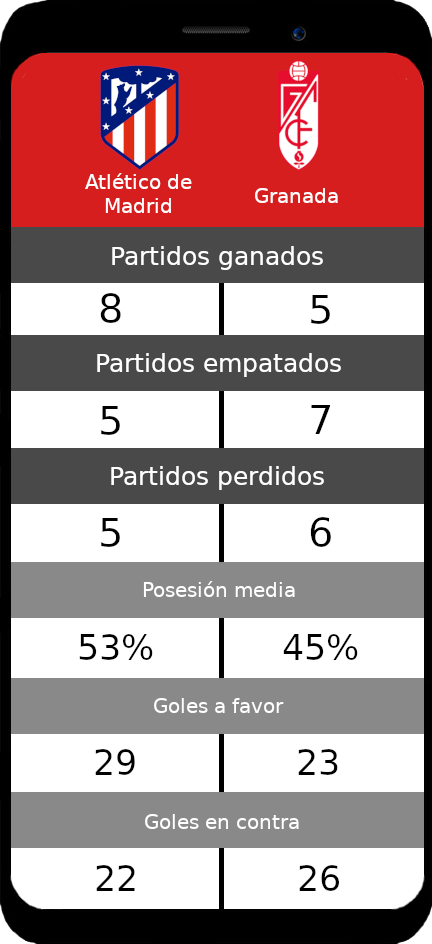 Atlético de
Madrid
Granada
Partidos ganados
8 5
Partidos empatados
5 7
Partidos perdidos
5 6
Posesión media
53% 45%
Goles a favor
29 23
Goles en contra
22 26